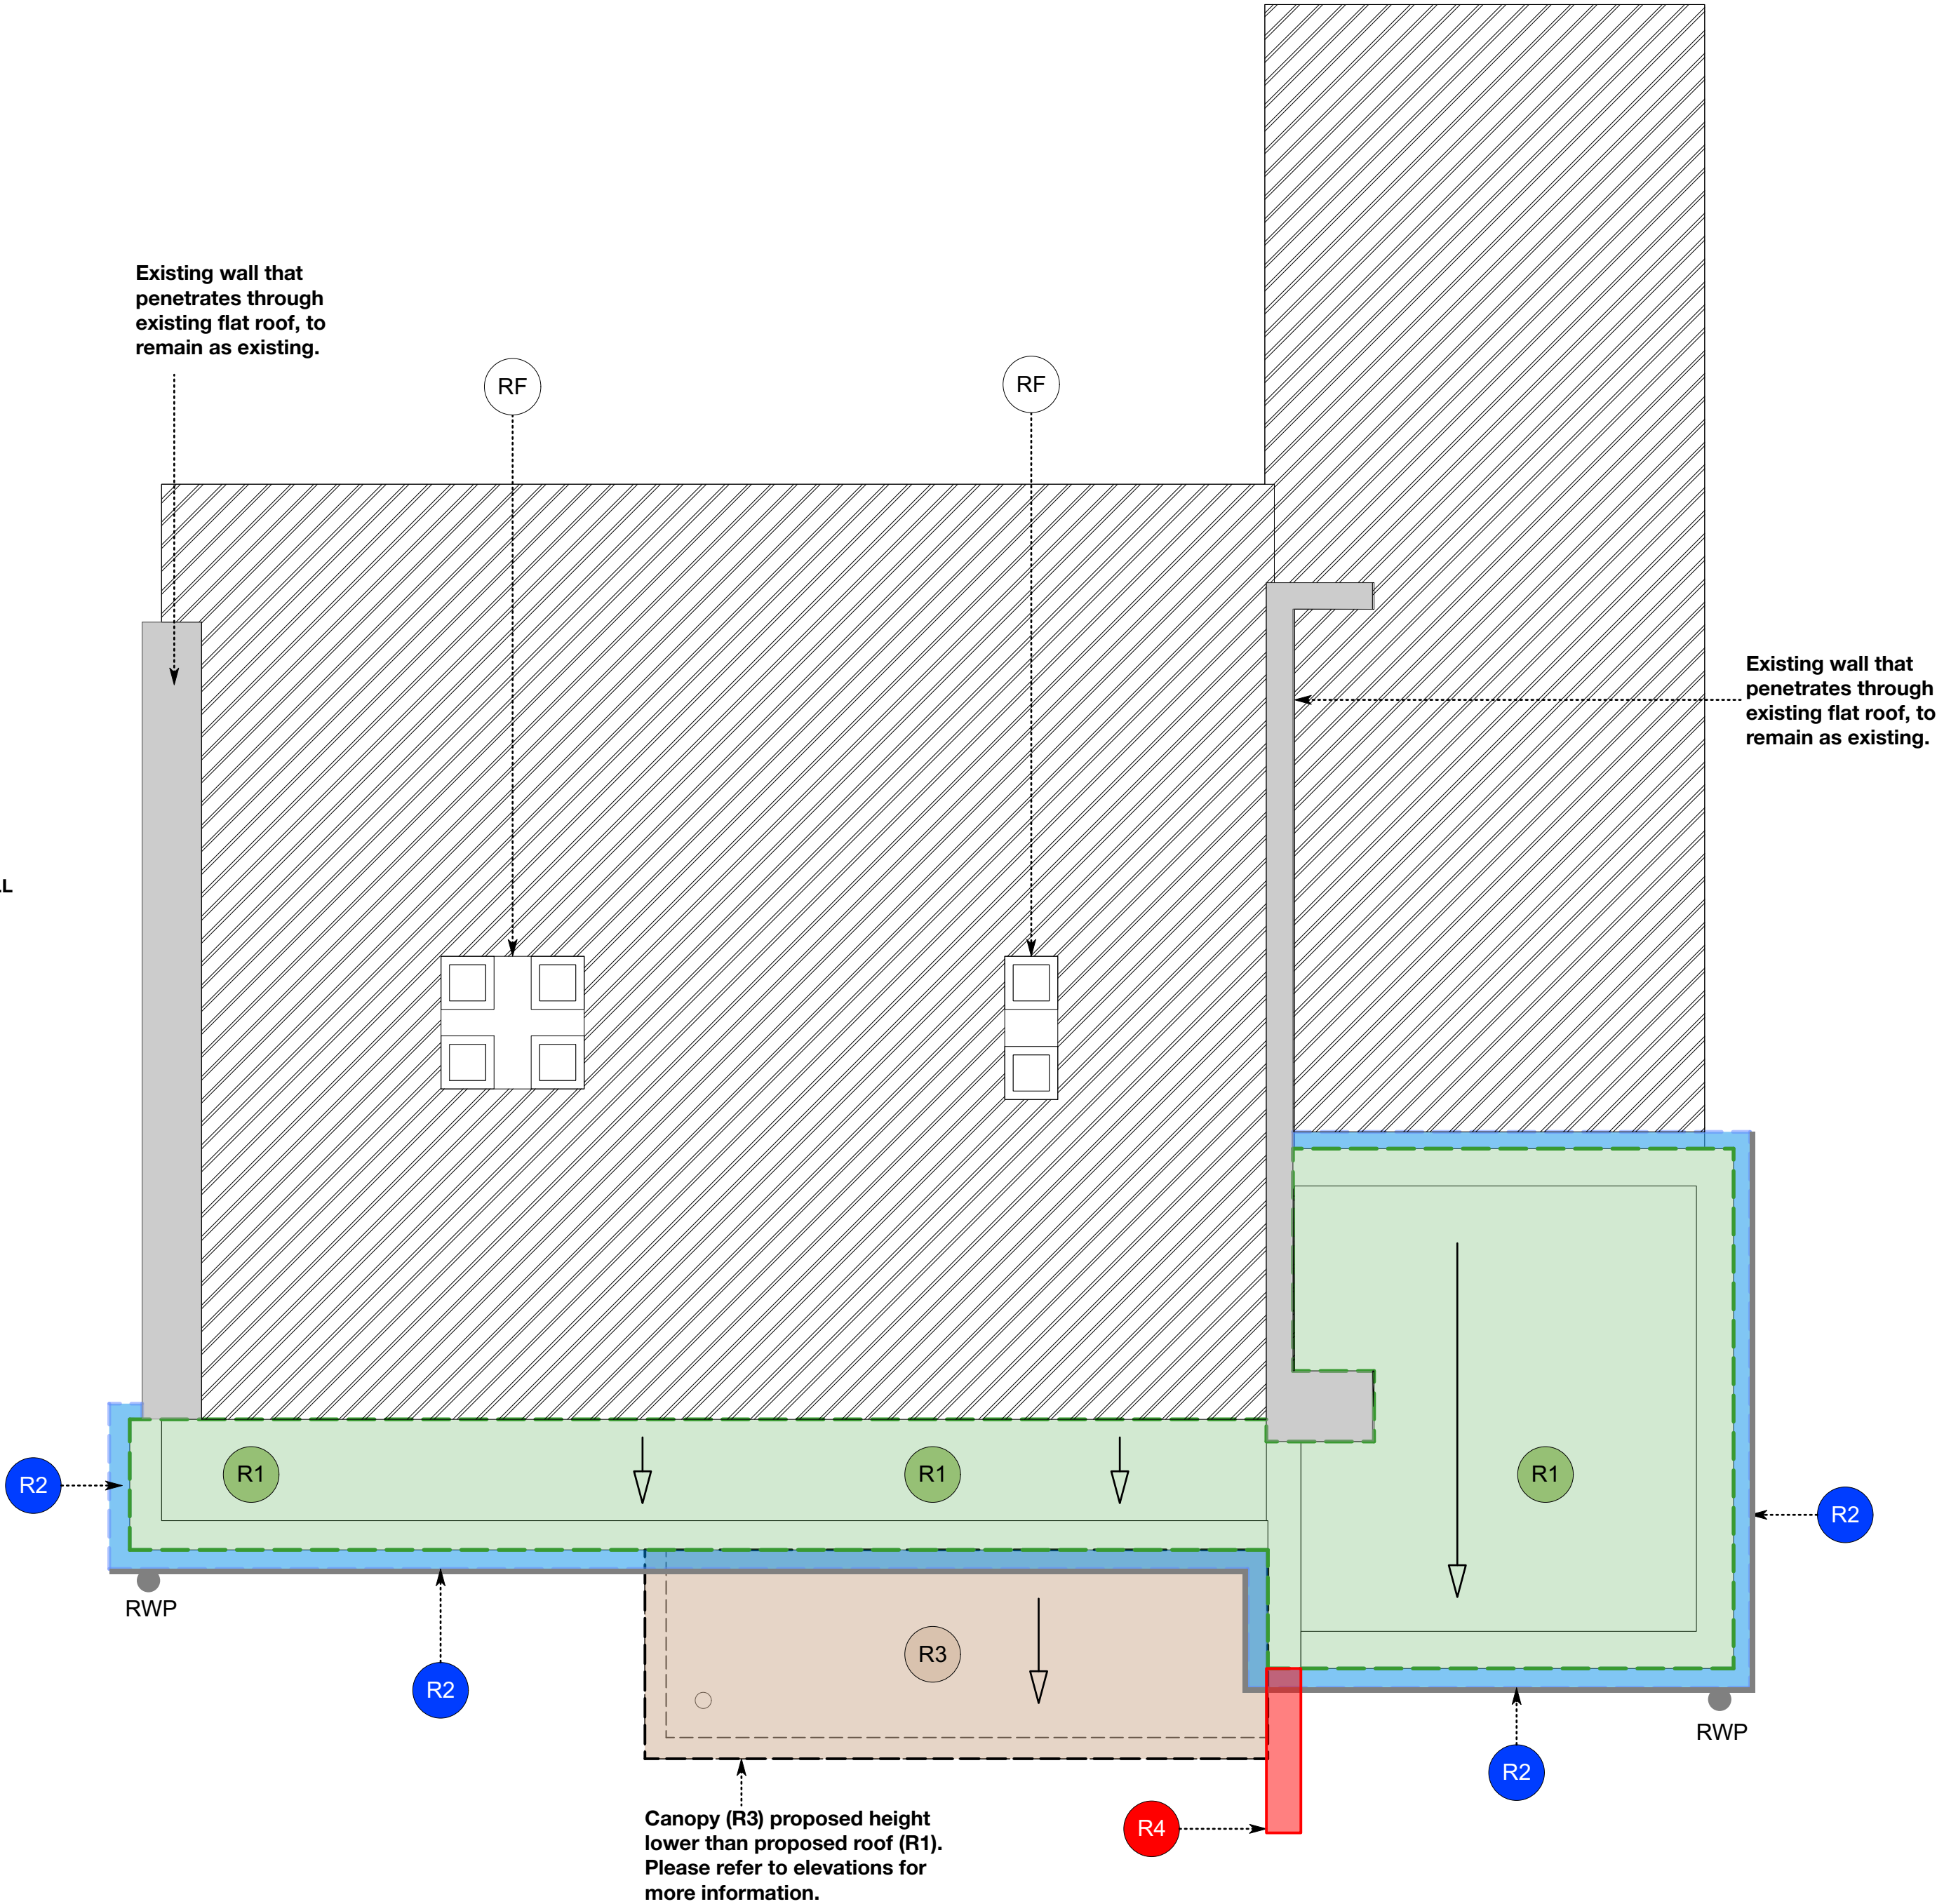 Existing wall that
penetrates through
existing flat roof, to
remain as existing.
RF
RF
Existing wall that
penetrates through
existing flat roof, to
remain as existing.
R1
R1
R1
R2
R2
RWP
R3
R2
RWP
R2
Canopy (R3) proposed height
lower than proposed roof (R1).
Please refer to elevations for
more information.
R4